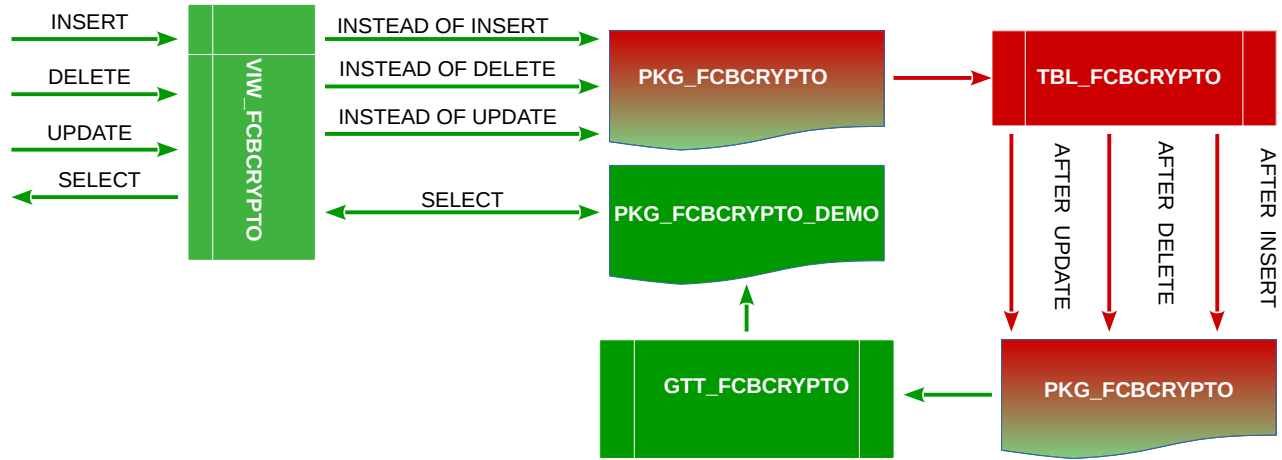 INSERT
DELETE
UPDATE
SELECT
VIW_FCBCRYPTO
INSTEAD OF INSERT
INSTEAD OF DELETE
INSTEAD OF UPDATE
SELECT
PKG_FCBCRYPTO
PKG_FCBCRYPTO_DEMO
TBL_FCBCRYPTO
AFTER UPDATE
AFTER DELETE
AFTER INSERT
GTT_FCBCRYPTO
PKG_FCBCRYPTO